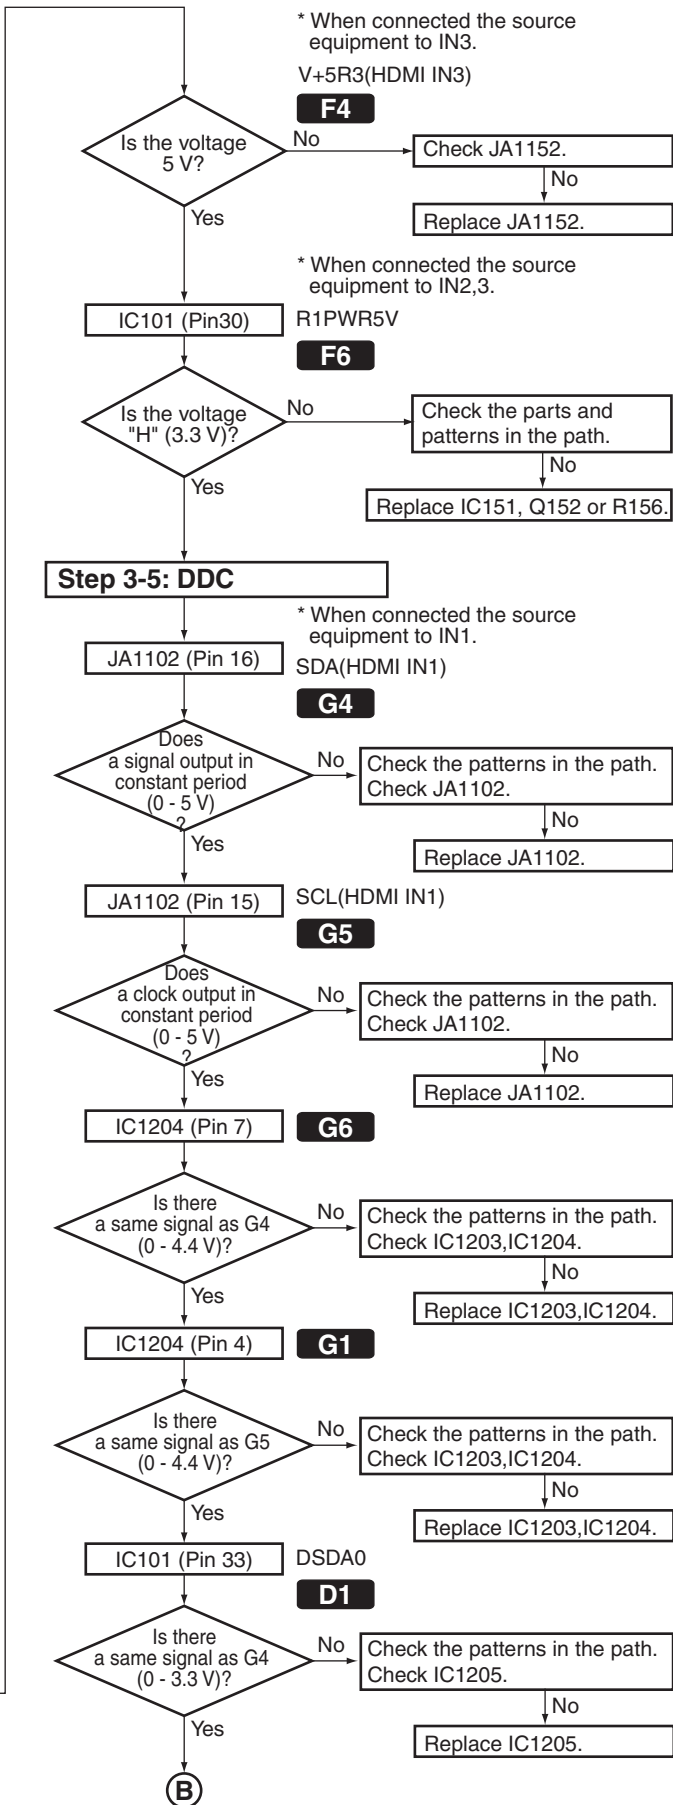 * When connected the source
equipment to IN3.
V+5R3(HDMI IN3)
F4
Is the voltage
5 V?
No
Check JA1152.
No
Replace JA1152.
Yes
* When connected the source
equipment to IN2,3.
IC101 (Pin30)
R1PWR5V
F6
Is the voltage
"H" (3.3 V)?
No
Check the parts and
patterns in the path.
No
Replace IC151, Q152 or R156.
Yes
Step 3-5: DDC
* When connected the source
equipment to IN1.
JA1102 (Pin 16)
SDA(HDMI IN1)
G4
Does
a signal output in
constant period
(0 - 5 V)
?
No
Check the patterns in the path.
Check JA1102.
No
Replace JA1102.
Yes
JA1102 (Pin 15)
SCL(HDMI IN1)
G5
Does
a clock output in
constant period
(0 - 5 V)
?
No
Check the patterns in the path.
Check JA1102.
No
Replace JA1102.
Yes
IC1204 (Pin 7)
G6
Is there
a same signal as G4
(0 - 4.4 V)?
No
Check the patterns in the path.
Check IC1203,IC1204.
No
Replace IC1203,IC1204.
Yes
IC1204 (Pin 4)
G1
Is there
a same signal as G5
(0 - 4.4 V)?
No
Check the patterns in the path.
Check IC1203,IC1204.
No
Replace IC1203,IC1204.
Yes
IC101 (Pin 33)
DSDA0
D1
Is there
a same signal as G4
(0 - 3.3 V)?
No
Check the patterns in the path.
Check IC1205.
No
Replace IC1205.
Yes
B